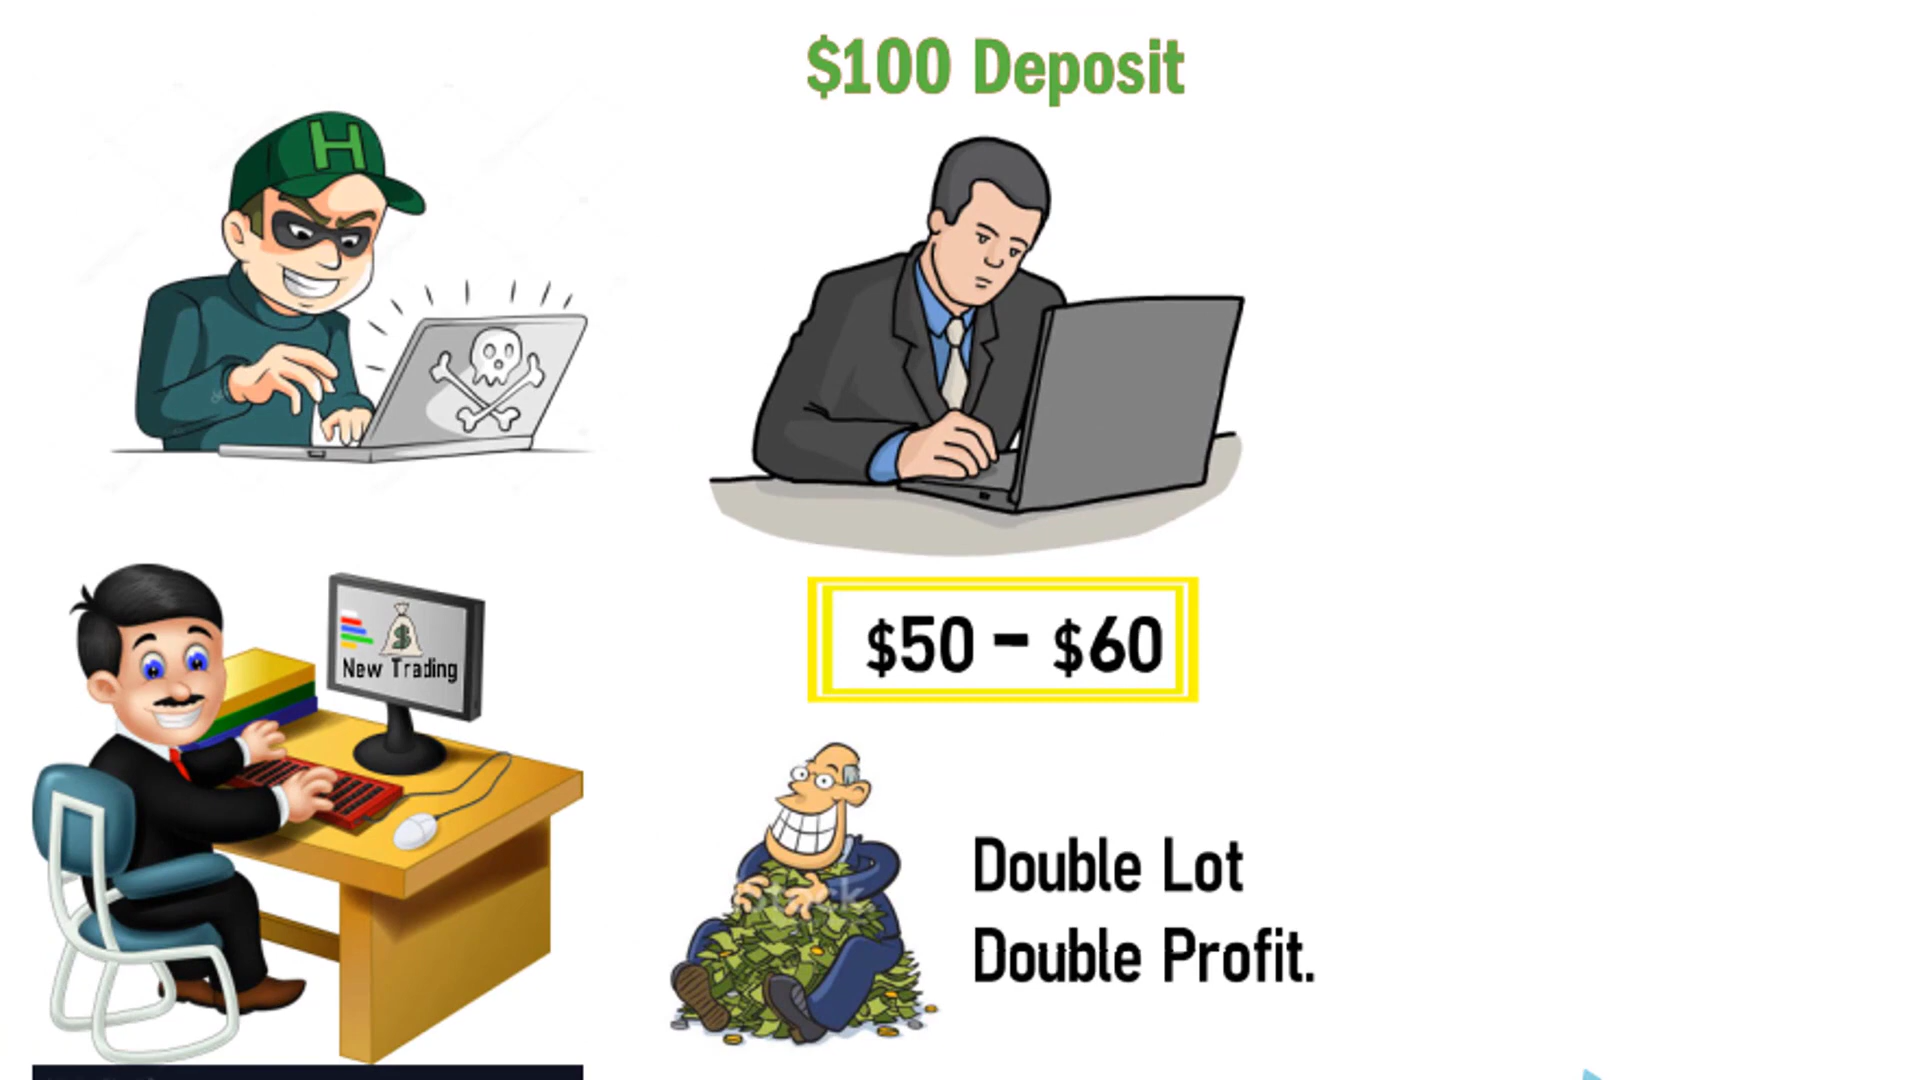 $100 Deposit
H
New Trading
$
$50 - $60
Double Lot
Double Profit.